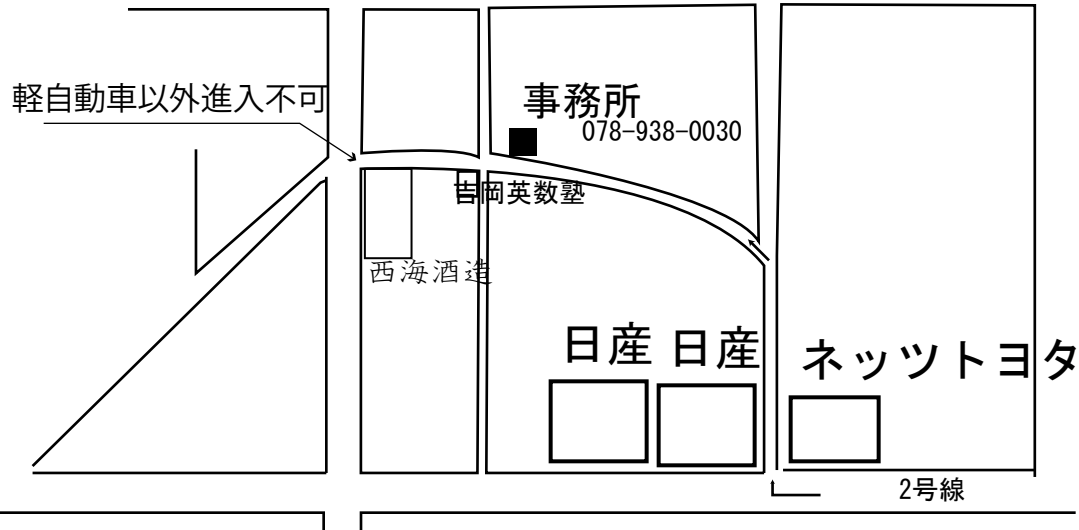 軽自動車以外進入不可
事務所
078-938-0030
吉岡英数塾
西海酒造
日産
日産
ネッツトヨタ
2号線